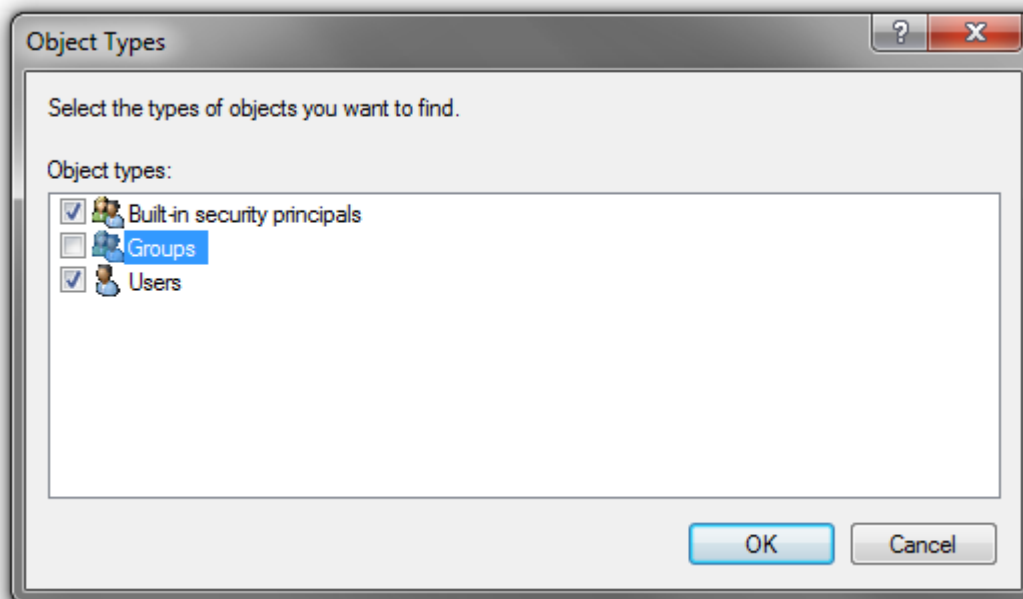 Object Types
Select the types of objects you want to find.
Object types:
Built-in security principals
Groups
Users
OK
Cancel